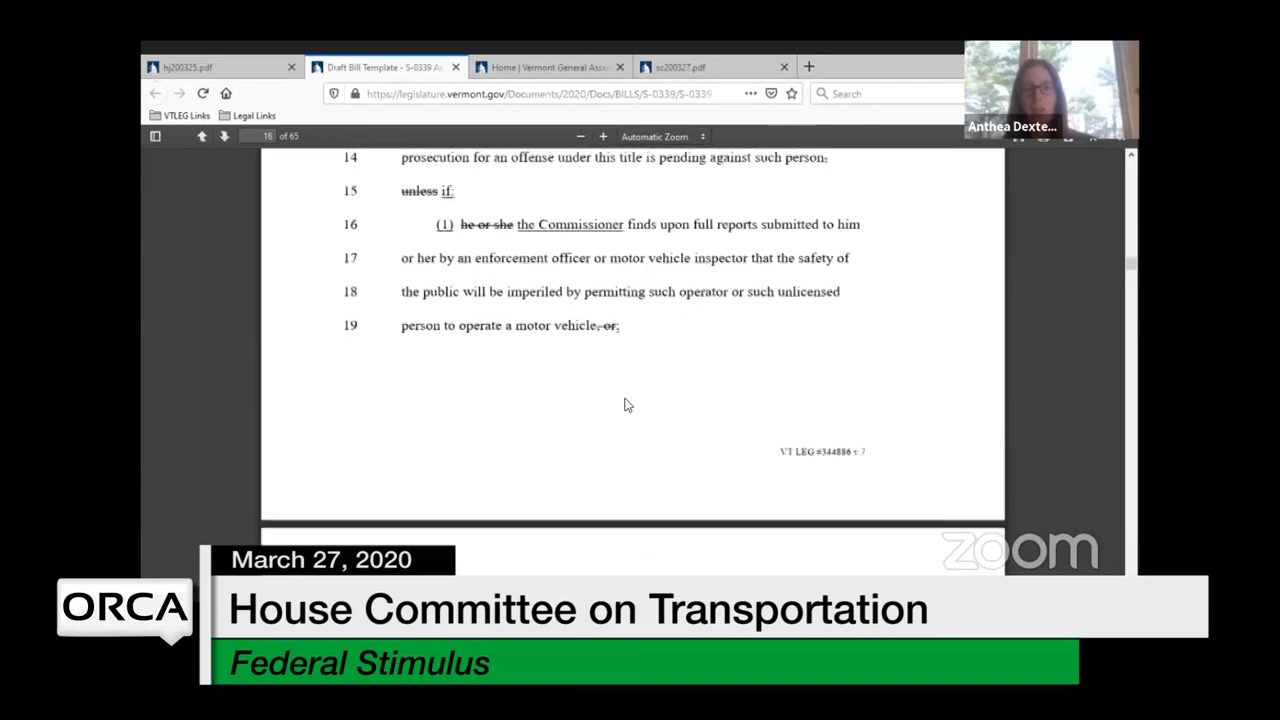 hj200325.pdf
Draft Bill Template - S-0339 As
Home | Vermont General Asse
sc200327.pdf
https://legislature.vermont.gov/Documents/2020/Docs/BILLS/S-0339/S-0339
Search
VTLEG Links
Legal Links
Anthea Dexte...
16 of 65
Automatic Zoom
14 prosecution for an offense under this title is pending against such person,
15 unless if:
16 (1) he or she the Commissioner finds upon full reports submitted to him
17 or her by an enforcement officer or motor vehicle inspector that the safety of
18 the public will be imperiled by permitting such operator or such unlicensed
19 person to operate a motor vehicle, or;
VT LEG #344886 v.7
zoom
March 27, 2020
ORCA
House Committee on Transportation
Federal Stimulus